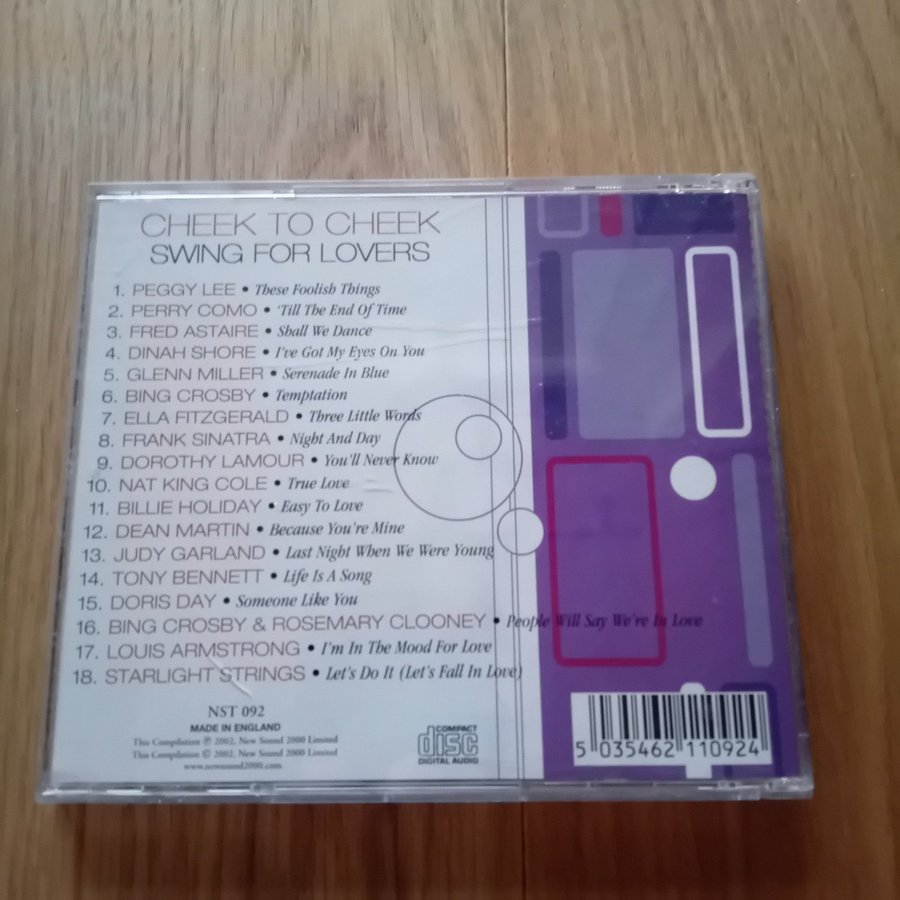 CHEEK TO CHEEK
SWING FOR LOVERS
1. PEGGY LEE • These Foolish Things
2. PERRY COMO • 'Till The End Of Time
3. FRED ASTAIRE • Shall We Dance
4. DINAH SHORE • I've Got My Eyes On You
5. GLENN MILLER • Serenade In Blue
6. BING CROSBY • Temptation
7. ELLA FITZGERALD • Three Little Words
8. FRANK SINATRA • Night And Day
9. DOROTHY LAMOUR • You'll Never Know
10. NAT KING COLE • True Love
11. BILLIE HOLIDAY • Easy To Love
12. DEAN MARTIN • Because You're Mine
13. JUDY GARLAND • Last Night When We Were Young
14. TONY BENNETT • Life Is A Song
15. DORIS DAY • Someone Like You
16. BING CROSBY & ROSEMARY CLOONEY • People Will Say We're In Love
17. LOUIS ARMSTRONG • I'm In The Mood For Love
18. STARLIGHT STRINGS • Let's Do It (Let's Fall In Love)
NST 092
MADE IN ENGLAND
This Compilation ℗ 2002, New Sound 2000 Limited
This Compilation © 2002, New Sound 2000 Limited
www.newsound2000.com
COMPACT
disc
DIGITAL AUDIO
5 035462 110924